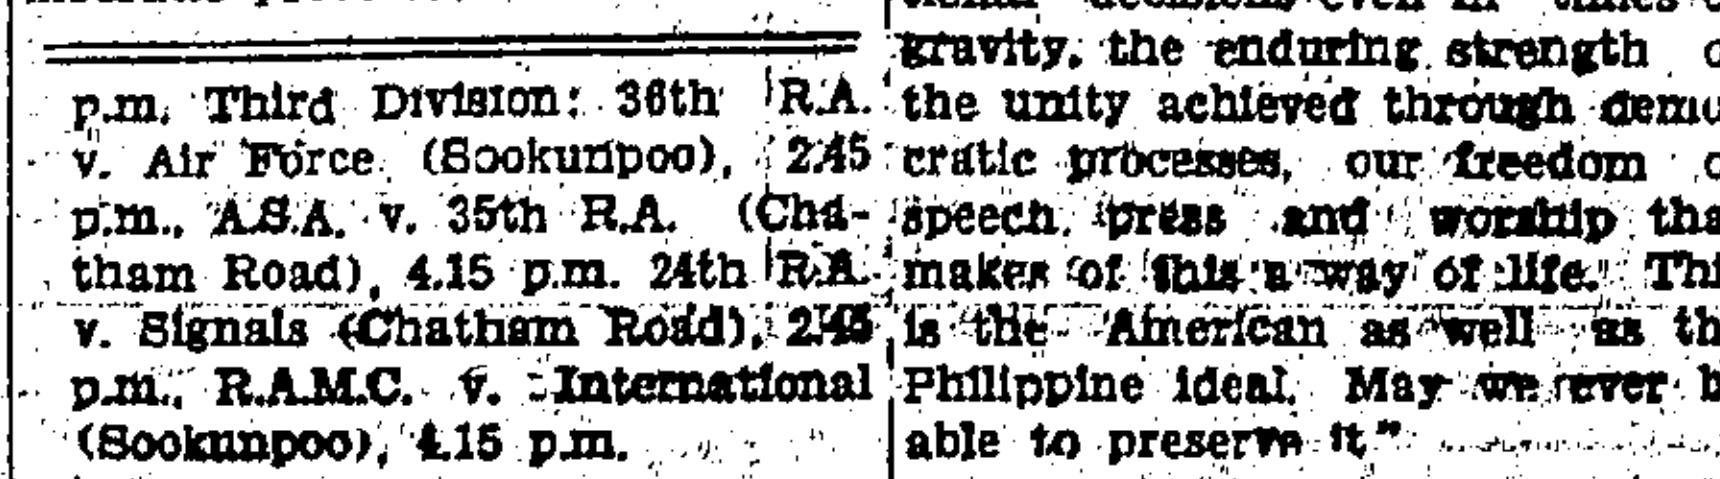 p.m. Third Division: 36th R.A.
v. Air Force (Sookunpoo), 2.45
p.m., A.S.A. v. 35th R.A. (Cha-
tham Road), 4.15 p.m. 24th R.A.
v. Signals (Chatham Road), 2.45
p.m., R.A.M.C. v. International
(Sookunpoo), 4.15 p.m.
gravity, the enduring strength
the unity achieved through demo
cratic processes, our freedom
speech, press and worship tha
makes of this a way of life. Thi
is the American as well as th
Philippine ideal. May we ever b
able to preserve it"